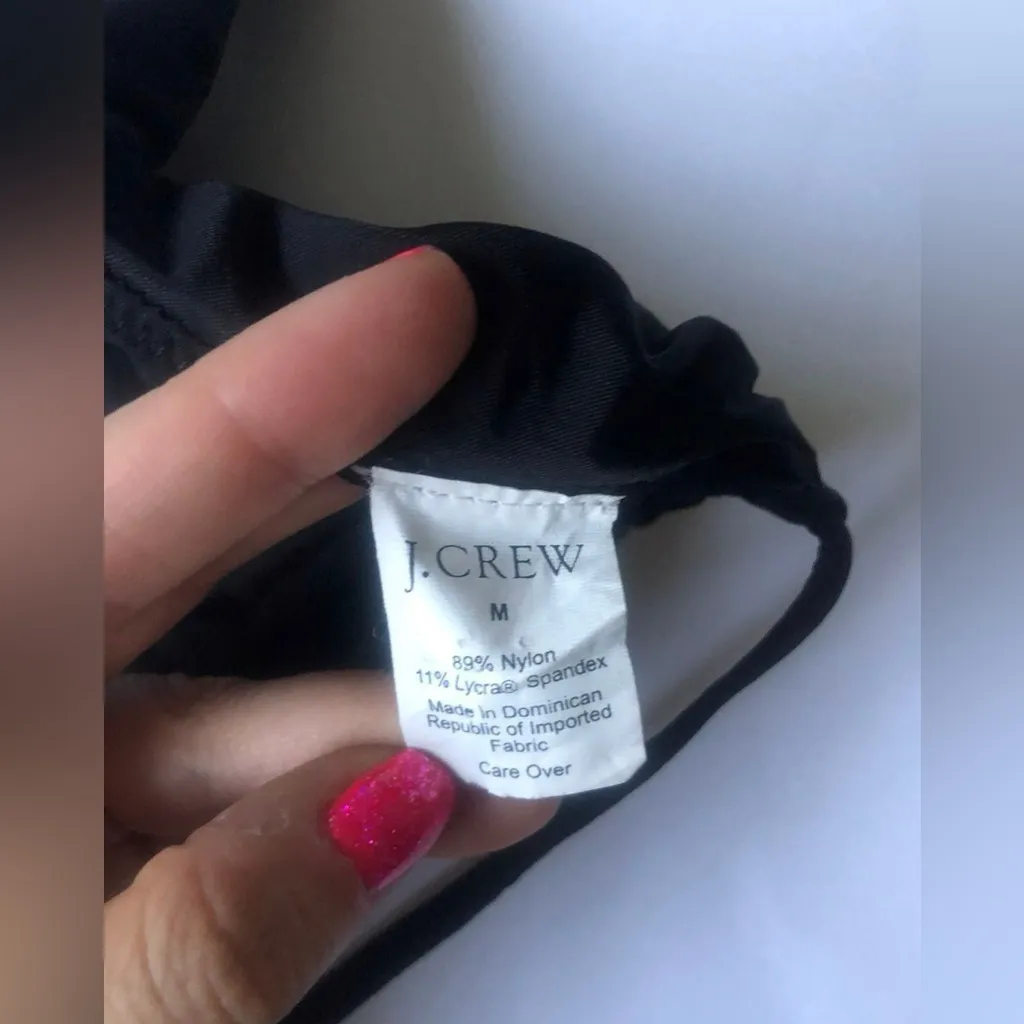 J.CREW
M
89% Nylon
11% Lycra® Spandex
Made In Dominican
Republic of Imported
Fabric
Care Over